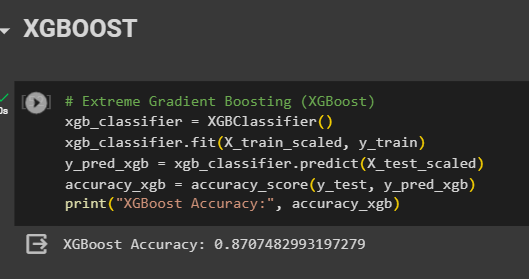 XGBOOST
0s
# Extreme Gradient Boosting (XGBoost)
xgb_classifier = XGBClassifier()
xgb_classifier.fit(X_train_scaled, y_train)
y_pred_xgb = xgb_classifier.predict(X_test_scaled)
accuracy_xgb = accuracy_score(y_test, y_pred_xgb)
print("XGBoost Accuracy:", accuracy_xgb)
XGBoost Accuracy: 0.8707482993197279